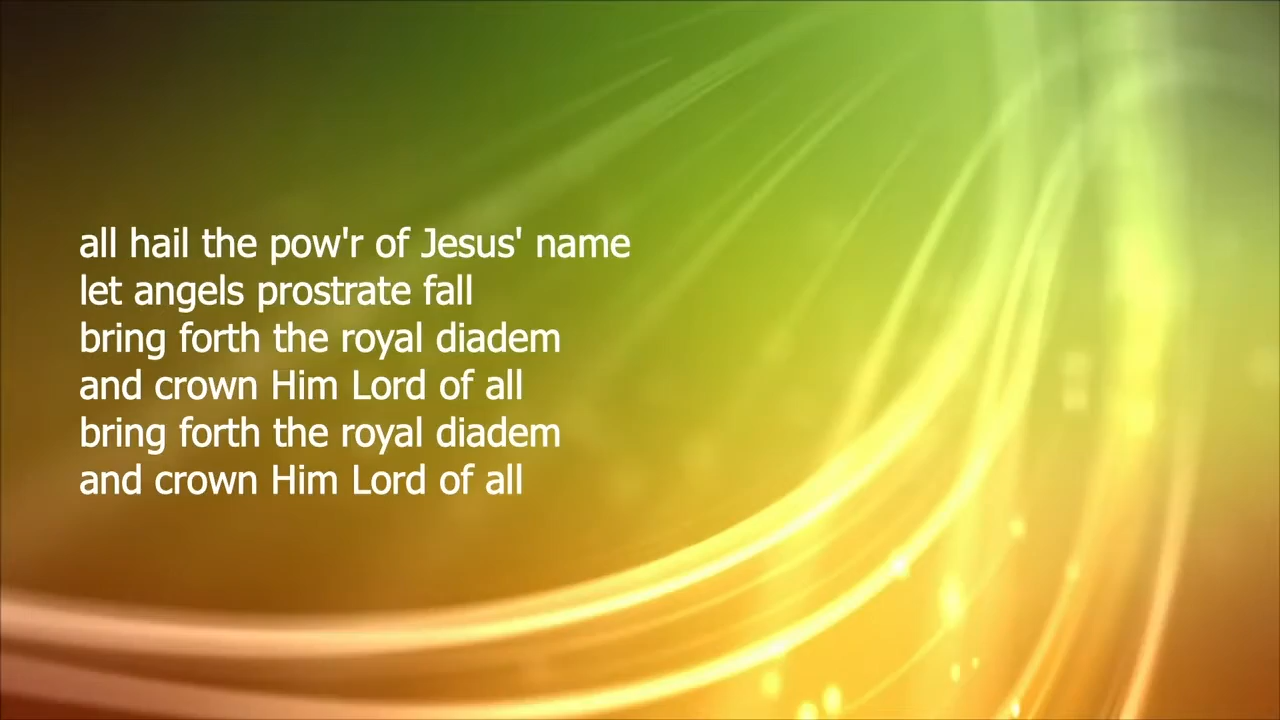 all hail the pow'r of Jesus' name
let angels prostrate fall
bring forth the royal diadem
and crown Him Lord of all
bring forth the royal diadem
and crown Him Lord of all